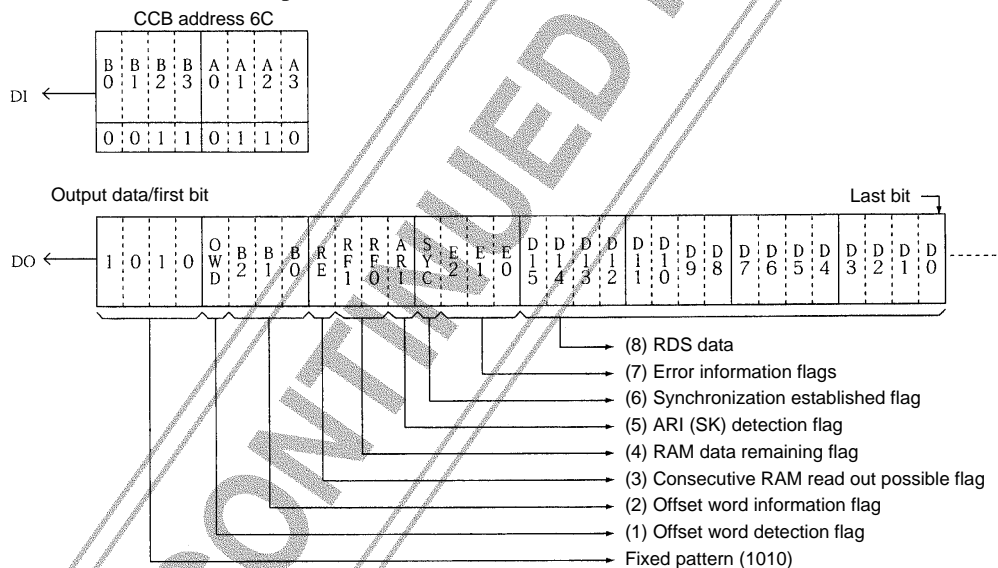 CCB address 6C
B0 B1 B2 B3 A0 A1 A2 A3
DI
0 0 1 1 0 1 1 0
Output data/first bit
Last bit
DO
1 0 1 0 OWD B2 B1 B0 RE RF1 RF0 ARI SYC E2 E1 E0 D15 D14 D13 D12 D11 D10 D9 D8 D7 D6 D5 D4 D3 D2 D1 D0
(8) RDS data
(7) Error information flags
(6) Synchronization established flag
(5) ARI (SK) detection flag
(4) RAM data remaining flag
(3) Consecutive RAM read out possible flag
(2) Offset word information flag
(1) Offset word detection flag
Fixed pattern (1010)
CONTINUED